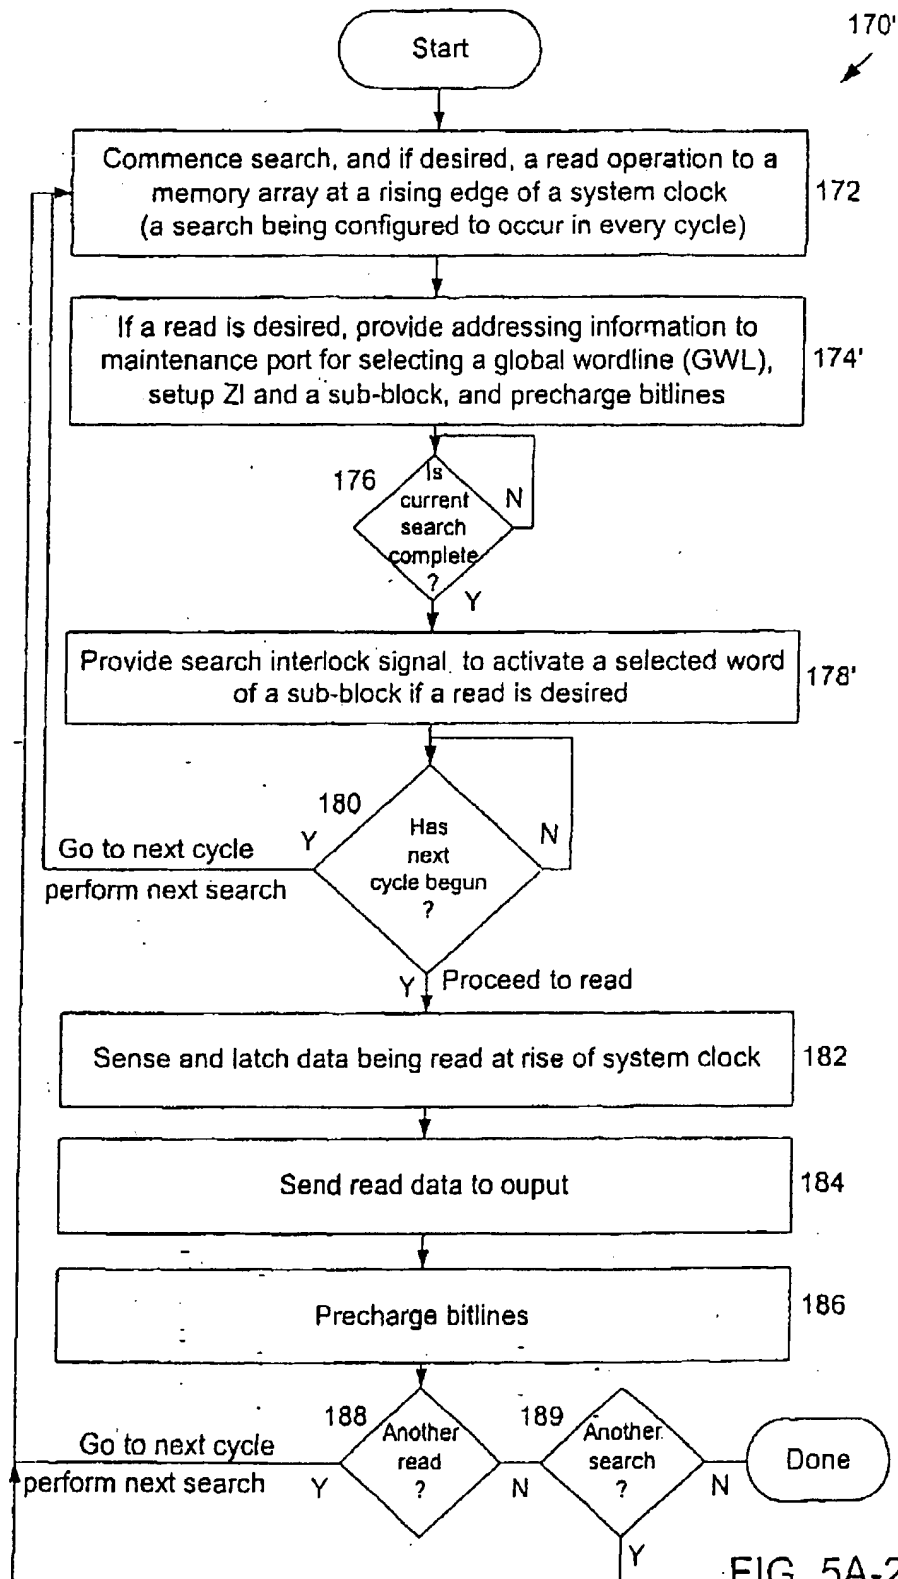 170'
Start
Commence search, and if desired, a read operation to a
memory array at a rising edge of a system clock
(a search being configured to occur in every cycle)
172
If a read is desired, provide addressing information to
maintenance port for selecting a global wordline (GWL),
setup ZI and a sub-block, and precharge bitlines
174'
176
Is
current
search
complete
?
N
Y
Provide search interlock signal to activate a selected word
of a sub-block if a read is desired
178'
180
Has
next
cycle begun
?
Y
N
Go to next cycle
perform next search
Y
Proceed to read
Sense and latch data being read at rise of system clock
182
Send read data to ouput
184
Precharge bitlines
186
188
Another
read
?
Go to next cycle
perform next search
Y
N
189
Another
search
?
N
Done
Y
FIG. 5A-2